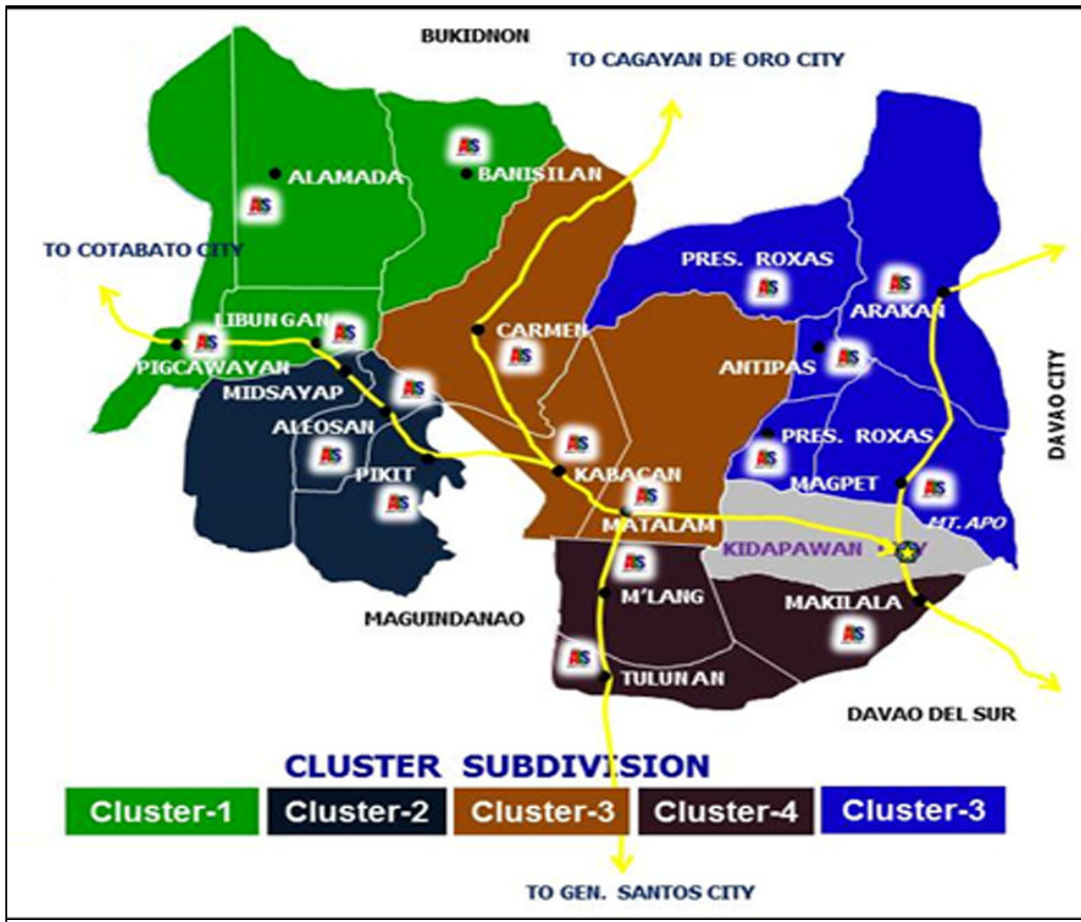 BUKIDNON
TO CAGAYAN DE ORO CITY
ALAMADA
BANISILAN
TO COTABATO CITY
PRES. ROXAS
ARAKAN
LIBUNGAN
CARMEN
PIGCAWAYAN
ANTIPAS
MIDSAYAP
DAVAO CITY
ALEOSAN
PRES. ROXAS
PIKIT
KABACAN
MAGPET
MATALAM
MT. APO
KIDAPAWAN
M'LANG
MAKILALA
MAGUINDANAO
TULUNAN
DAVAO DEL SUR
CLUSTER SUBDIVISION
Cluster-1
Cluster-2
Cluster-3
Cluster-4
Cluster-3
TO GEN. SANTOS CITY